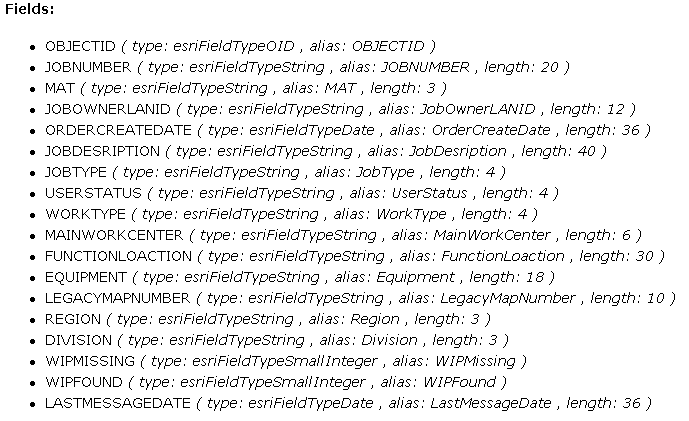 Fields:
• OBJECTID ( type: esriFieldTypeOID , alias: OBJECTID )
• JOBNUMBER ( type: esriFieldTypeString , alias: JOBNUMBER , length: 20 )
• MAT ( type: esriFieldTypeString , alias: MAT , length: 3 )
• JOBOWNERLANID ( type: esriFieldTypeString , alias: JobOwnerLANID , length: 12 )
• ORDERCREATEDATE ( type: esriFieldTypeDate , alias: OrderCreateDate , length: 36 )
• JOBDESRIPTION ( type: esriFieldTypeString , alias: JobDesription , length: 40 )
• JOBTYPE ( type: esriFieldTypeString , alias: JobType , length: 4 )
• USERSTATUS ( type: esriFieldTypeString , alias: UserStatus , length: 4 )
• WORKTYPE ( type: esriFieldTypeString , alias: WorkType , length: 4 )
• MAINWORKCENTER ( type: esriFieldTypeString , alias: MainWorkCenter , length: 6 )
• FUNCTIONLOACTION ( type: esriFieldTypeString , alias: FunctionLoaction , length: 30 )
• EQUIPMENT ( type: esriFieldTypeString , alias: Equipment , length: 18 )
• LEGACYMAPNUMBER ( type: esriFieldTypeString , alias: LegacyMapNumber , length: 10 )
• REGION ( type: esriFieldTypeString , alias: Region , length: 3 )
• DIVISION ( type: esriFieldTypeString , alias: Division , length: 3 )
• WIPMISSING ( type: esriFieldTypeSmallInteger , alias: WIPMissing )
• WIPFOUND ( type: esriFieldTypeSmallInteger , alias: WIPFound )
• LASTMESSAGEDATE ( type: esriFieldTypeDate , alias: LastMessageDate , length: 36 )